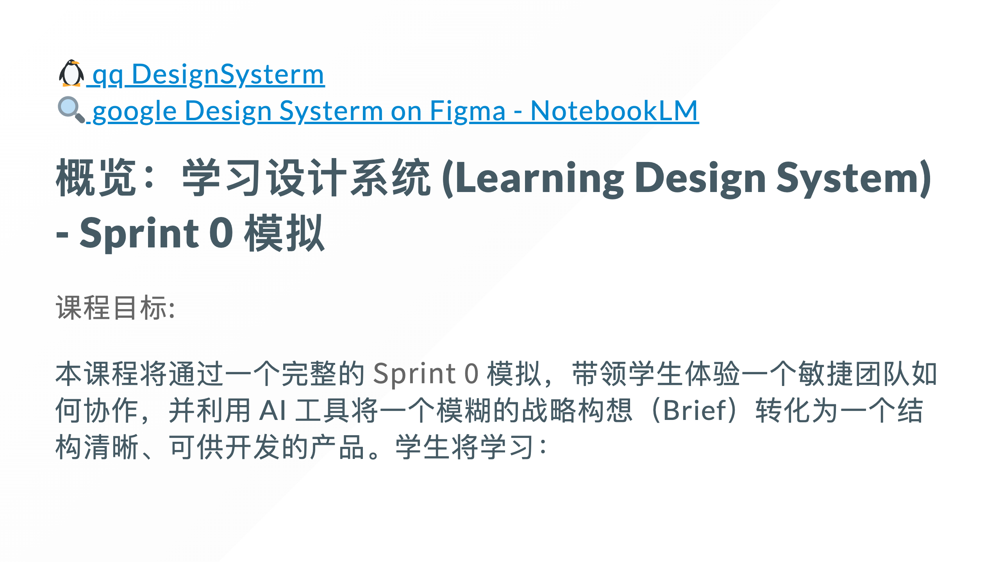 qq DesignSysterm
google Design Systerm on Figma - NotebookLM
概览：学习设计系统 (Learning Design System)
- Sprint 0 模拟
课程目标:
本课程将通过一个完整的 Sprint 0 模拟，带领学生体验一个敏捷团队如
何协作，并利用 AI 工具将一个模糊的战略构想（Brief）转化为一个结
构清晰、可供开发的产品。学生将学习：